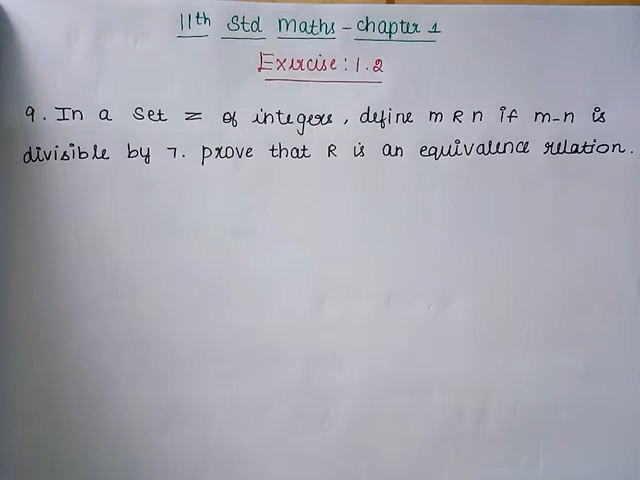 11th Std Maths - chapter 1
Exercise: 1.2
9. In a Set Z of integers, define m R n if m-n is
divisible by 7. prove that R is an equivalence relation.